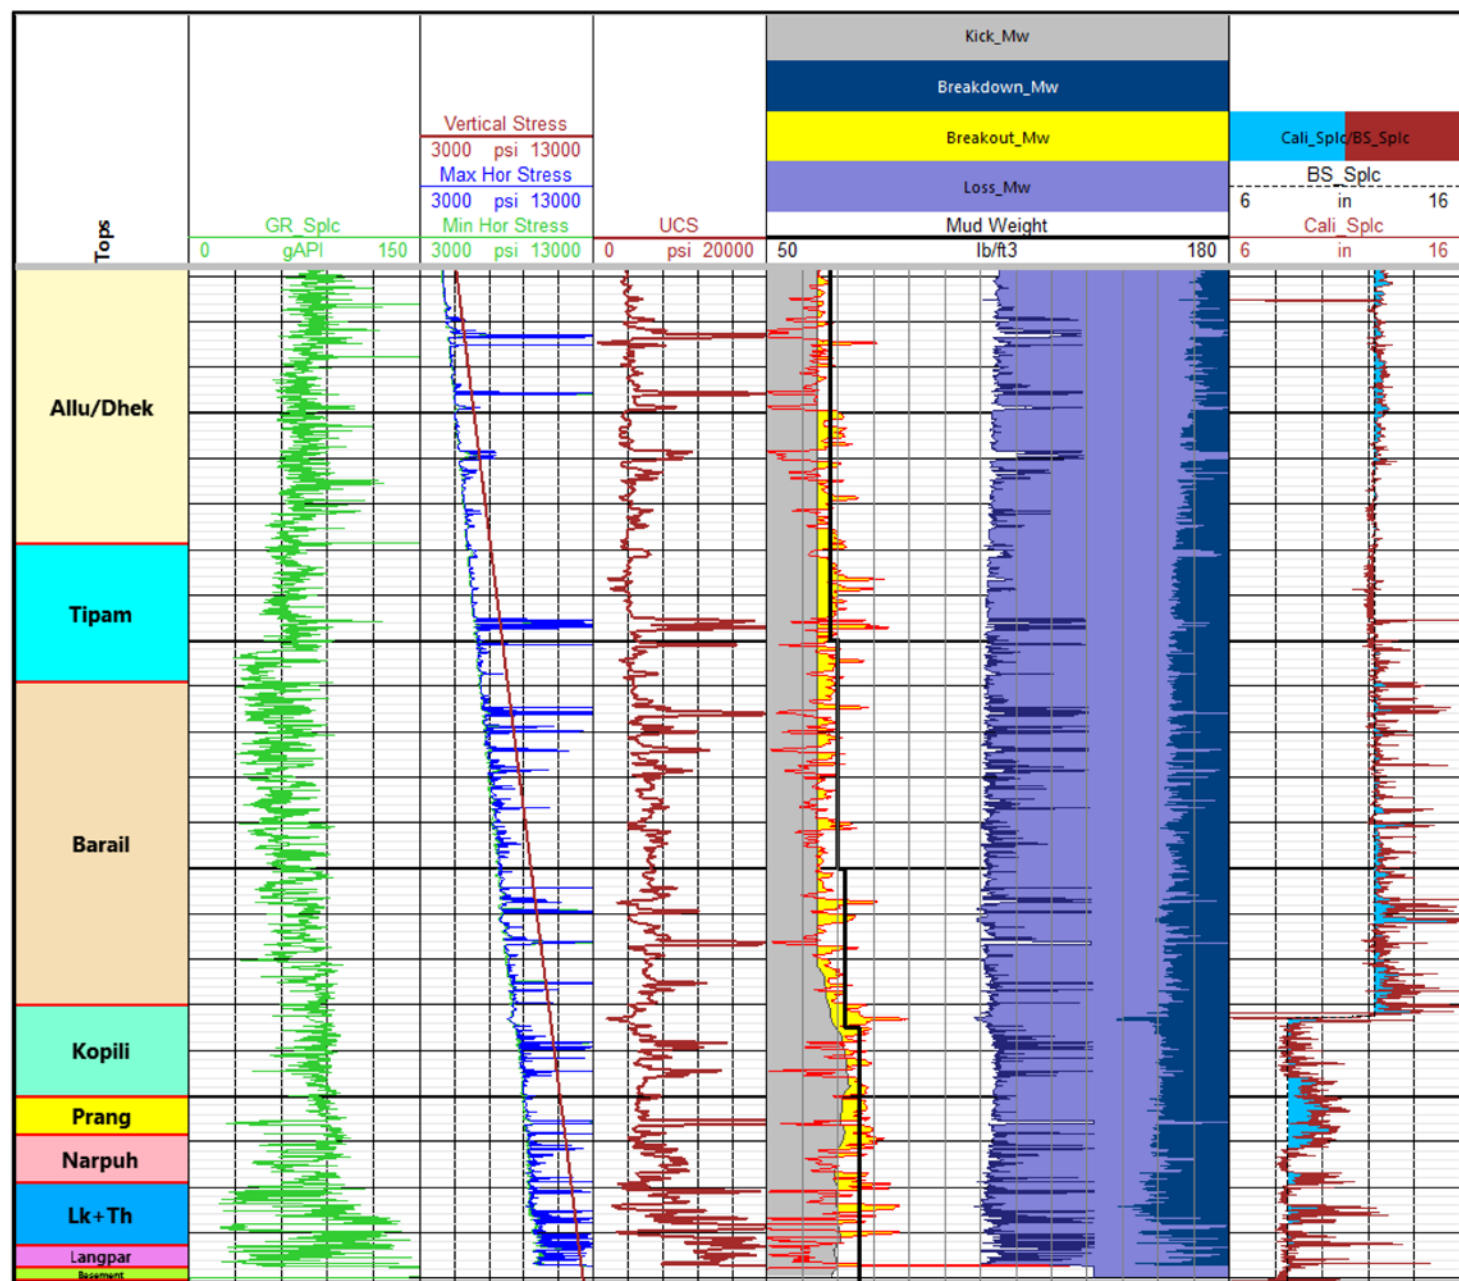 Kick_Mw
Breakdown_Mw
Vertical Stress
Breakout_Mw
Cali_Splc/BS_Splc
3000 psi 13000
Max Hor Stress
Loss_Mw
BS_Splc
3000 psi 13000
6 in 16
Tops
GR_Splc
Min Hor Stress
UCS
Mud Weight
Cali_Splc
0 gAPI 150
3000 psi 13000
0 psi 20000
50 lb/ft3 180
6 in 16
Allu/Dhek
Tipam
Barail
Kopili
Prang
Narpuh
Lk+Th
Langpar
Basement